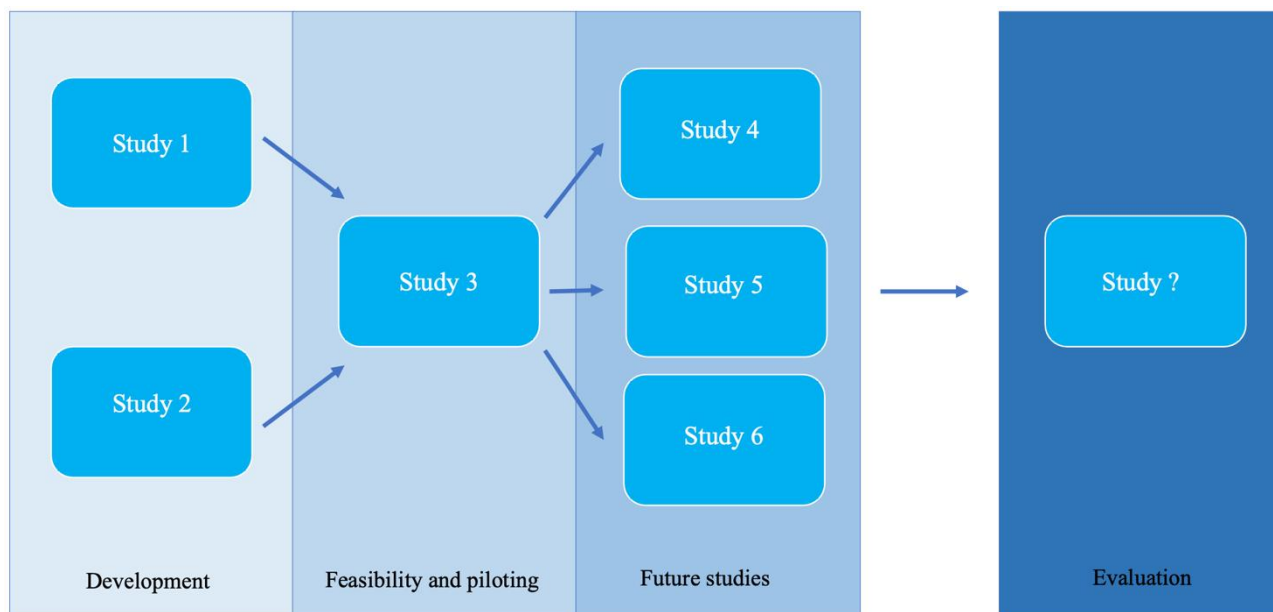 Study 1
Study 2
Study 3
Study 4
Study 5
Study 6
Study ?
Development
Feasibility and piloting
Future studies
Evaluation